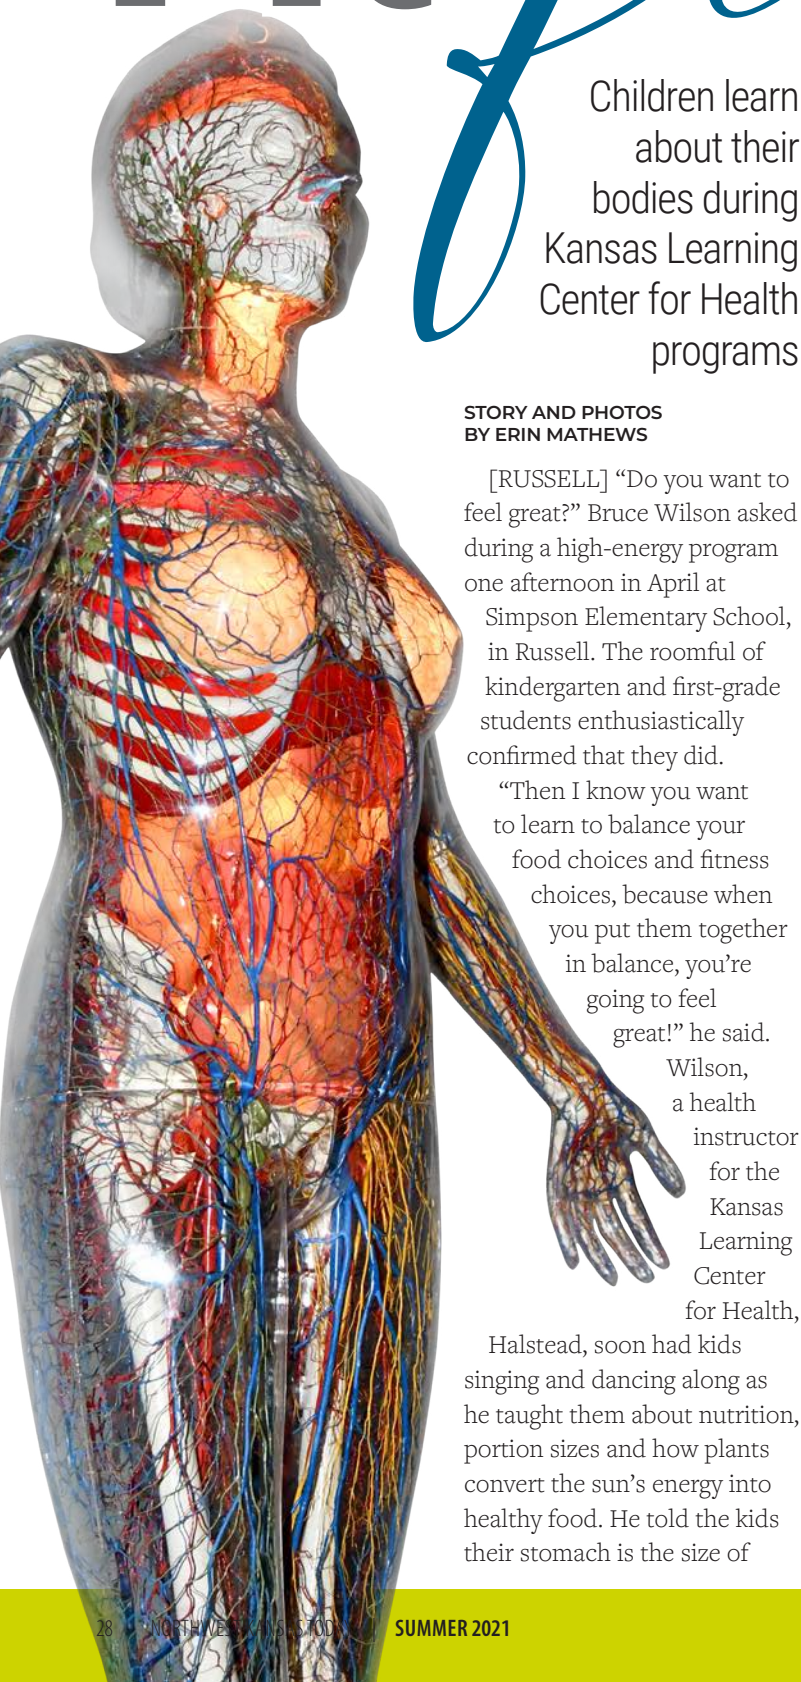 Children learn
about their
bodies during
Kansas Learning
Center for Health
programs
STORY AND PHOTOS
BY ERIN MATHEWS
[RUSSELL] “Do you want to
feel great?” Bruce Wilson asked
during a high-energy program
one afternoon in April at
Simpson Elementary School,
in Russell. The roomful of
kindergarten and first-grade
students enthusiastically
confirmed that they did.
“Then I know you want
to learn to balance your
food choices and fitness
choices, because when
you put them together
in balance, you’re
going to feel
great!” he said.
Wilson,
a health
instructor
for the
Kansas
Learning
Center
for Health,
Halstead, soon had kids
singing and dancing along as
he taught them about nutrition,
portion sizes and how plants
convert the sun’s energy into
healthy food. He told the kids
their stomach is the size of
28 NORTHWEST KANSAS TODAY SUMMER 2021